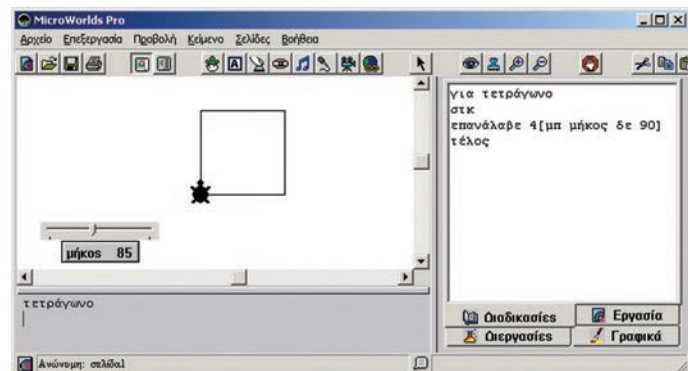 MicroWorlds Pro
Αρχείο Επεξεργασία Προβολή Κείμενο Σελίδες Βοήθεια
για τετράγωνο
στκ
επανάλαβε 4[μπ μήκος δε 90]
τέλος
μήκος 85
τετράγωνο
Διαδικασίες
Εργασία
Διεργασίες
Γραφικά
Ανώνυμη: σελίδα1